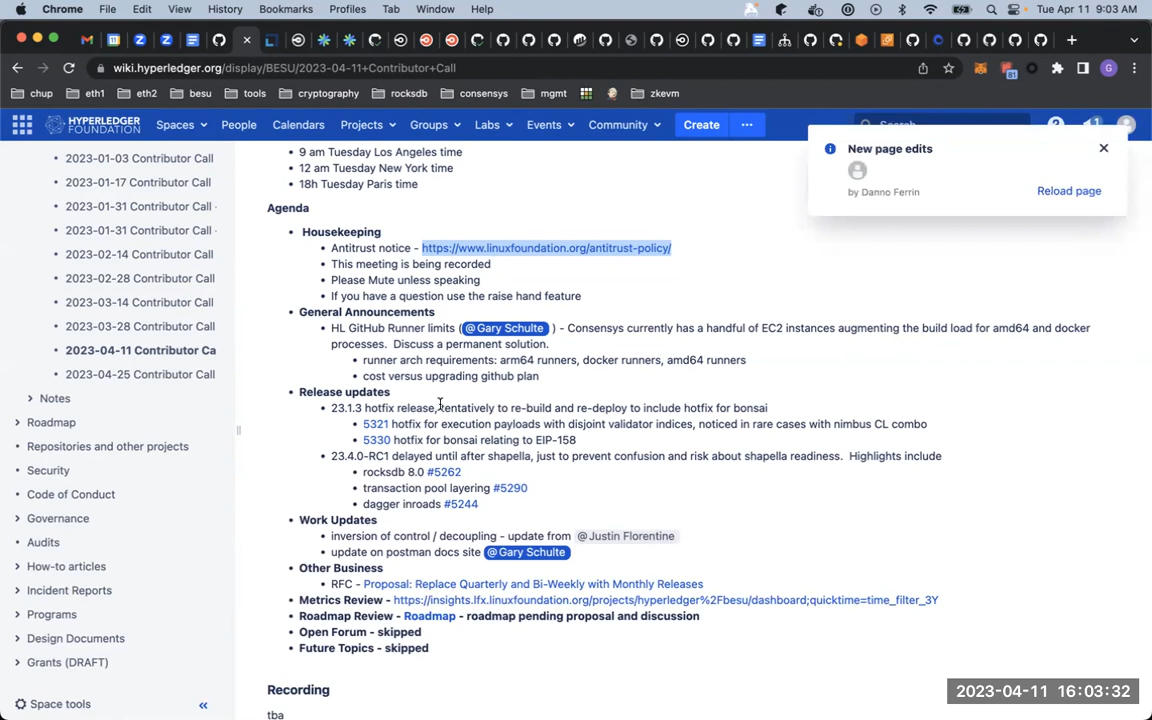 Chrome File Edit View History Bookmarks Profiles Tab Window Help Tue Apr 11 9:03 AM
wiki.hyperledger.org/display/BESU/2023-04-11+Contributor+Call
81 G
chup eth1 eth2 besu tools cryptography rocksdb consensys mgmt zkevm
HYPERLEDGER FOUNDATION Spaces People Calendars Projects Groups Labs Events Community Create ••• Search 1
New page edits
by Danno Ferrin
Reload page
2023-01-03 Contributor Call
2023-01-17 Contributor Call
2023-01-31 Contributor Call -
2023-01-31 Contributor Call -
2023-02-14 Contributor Call
2023-02-28 Contributor Call
2023-03-14 Contributor Call
2023-03-28 Contributor Call
2023-04-11 Contributor Ca
2023-04-25 Contributor Call
Notes
Roadmap
Repositories and other projects
Security
Code of Conduct
Governance
Audits
How-to articles
Incident Reports
Programs
Design Documents
Grants (DRAFT)
Space tools «
• 9 am Tuesday Los Angeles time
• 12 am Tuesday New York time
• 18h Tuesday Paris time
Agenda
• Housekeeping
• Antitrust notice - https://www.linuxfoundation.org/antitrust-policy/
• This meeting is being recorded
• Please Mute unless speaking
• If you have a question use the raise hand feature
• General Announcements
• HL GitHub Runner limits (@Gary Schulte ) - Consensys currently has a handful of EC2 instances augmenting the build load for amd64 and docker
processes. Discuss a permanent solution.
• runner arch requirements: arm64 runners, docker runners, amd64 runners
• cost versus upgrading github plan
• Release updates
• 23.1.3 hotfix release, tentatively to re-build and re-deploy to include hotfix for bonsai
• 5321 hotfix for execution payloads with disjoint validator indices, noticed in rare cases with nimbus CL combo
• 5330 hotfix for bonsai relating to EIP-158
• 23.4.0-RC1 delayed until after shapella, just to prevent confusion and risk about shapella readiness. Highlights include
• rocksdb 8.0 #5262
• transaction pool layering #5290
• dagger inroads #5244
• Work Updates
• inversion of control / decoupling - update from @Justin Florentine
• update on postman docs site @Gary Schulte
• Other Business
• RFC - Proposal: Replace Quarterly and Bi-Weekly with Monthly Releases
• Metrics Review - https://insights.lfx.linuxfoundation.org/projects/hyperledger%2Fbesu/dashboard;quicktime=time_filter_3Y
• Roadmap Review - Roadmap - roadmap pending proposal and discussion
• Open Forum - skipped
• Future Topics - skipped
Recording
tba
2023-04-11 16:03:32